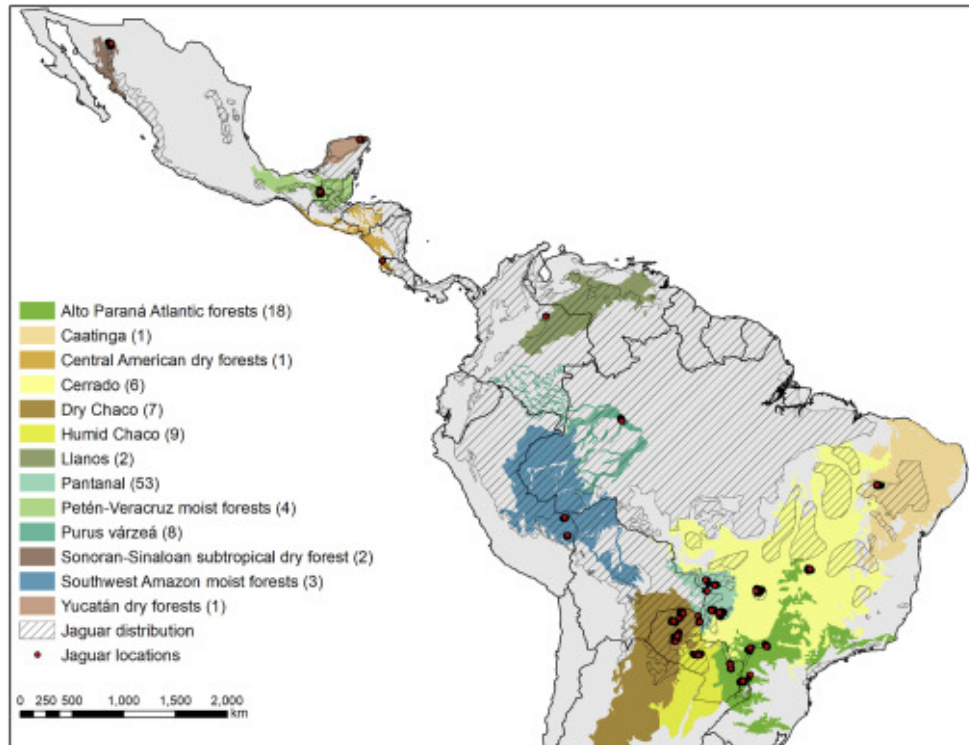 Alto Paraná Atlantic forests (18)
Caatinga (1)
Central American dry forests (1)
Cerrado (6)
Dry Chaco (7)
Humid Chaco (9)
Llanos (2)
Pantanal (53)
Petén-Veracruz moist forests (4)
Purus várzeá (8)
Sonoran-Sinaloan subtropical dry forest (2)
Southwest Amazon moist forests (3)
Yucatán dry forests (1)
Jaguar distribution
Jaguar locations
0 250 500 1,000 1,500 2,000
km